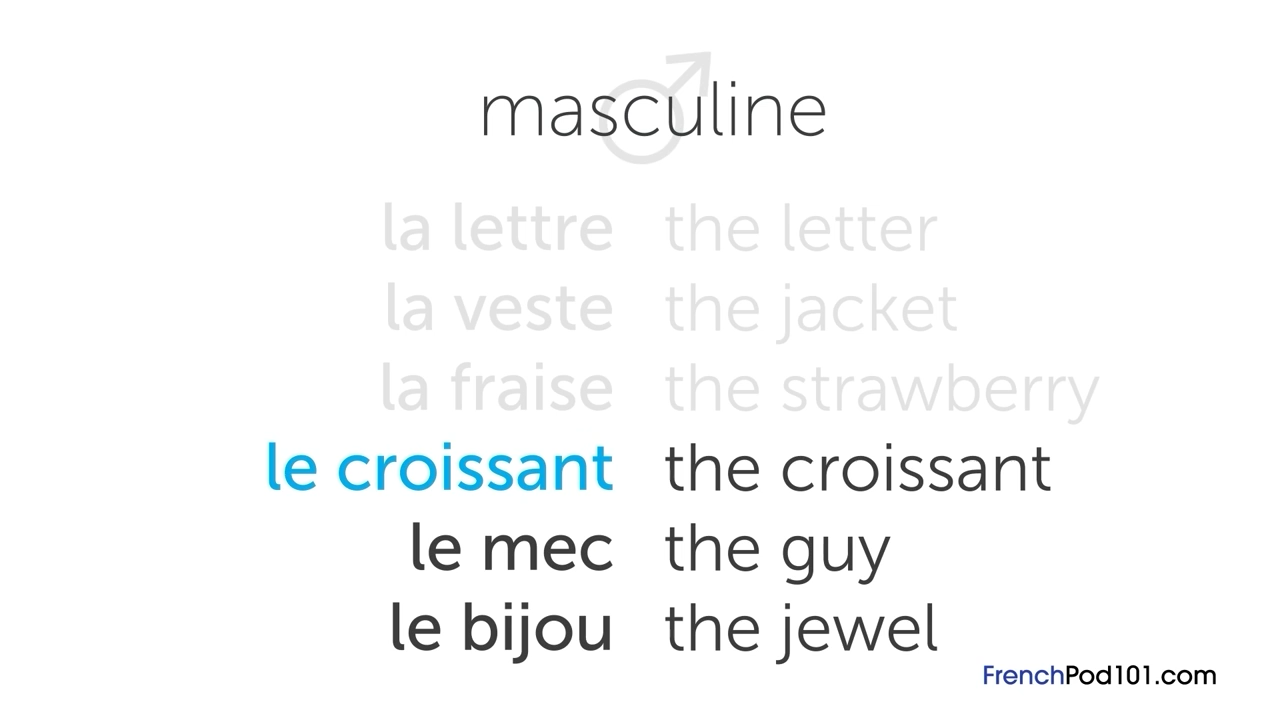 masculine
la lettre the letter
la veste the jacket
la fraise the strawberry
le croissant the croissant
le mec the guy
le bijou the jewel
FrenchPod101.com